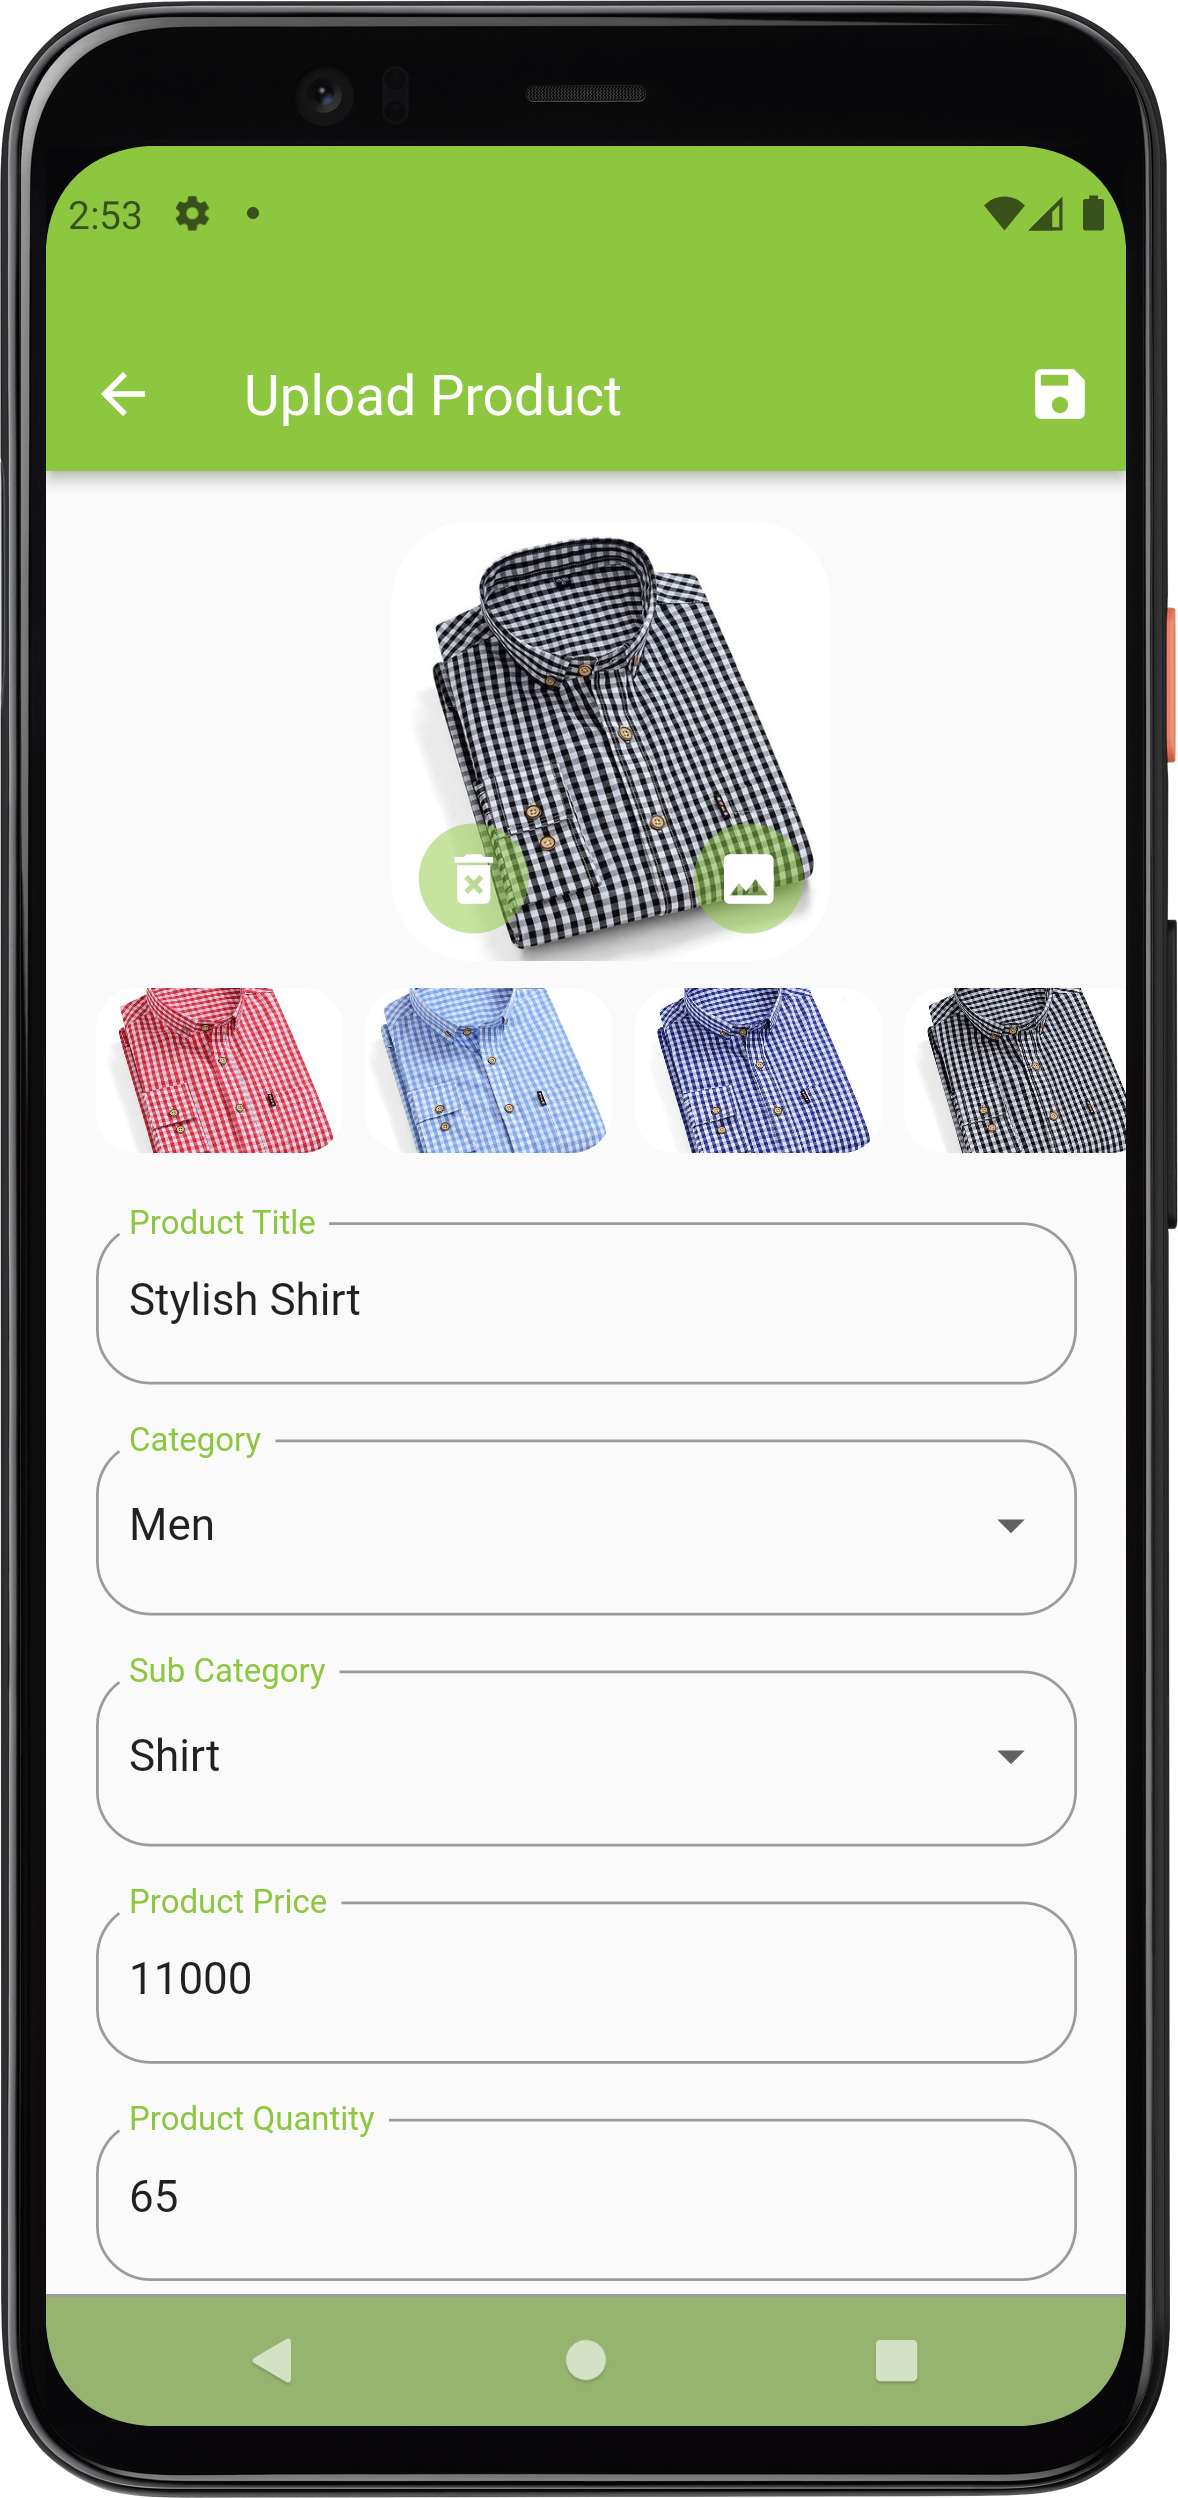 2:53
Upload Product
Product Title
Stylish Shirt
Category
Men
Sub Category
Shirt
Product Price
11000
Product Quantity
65